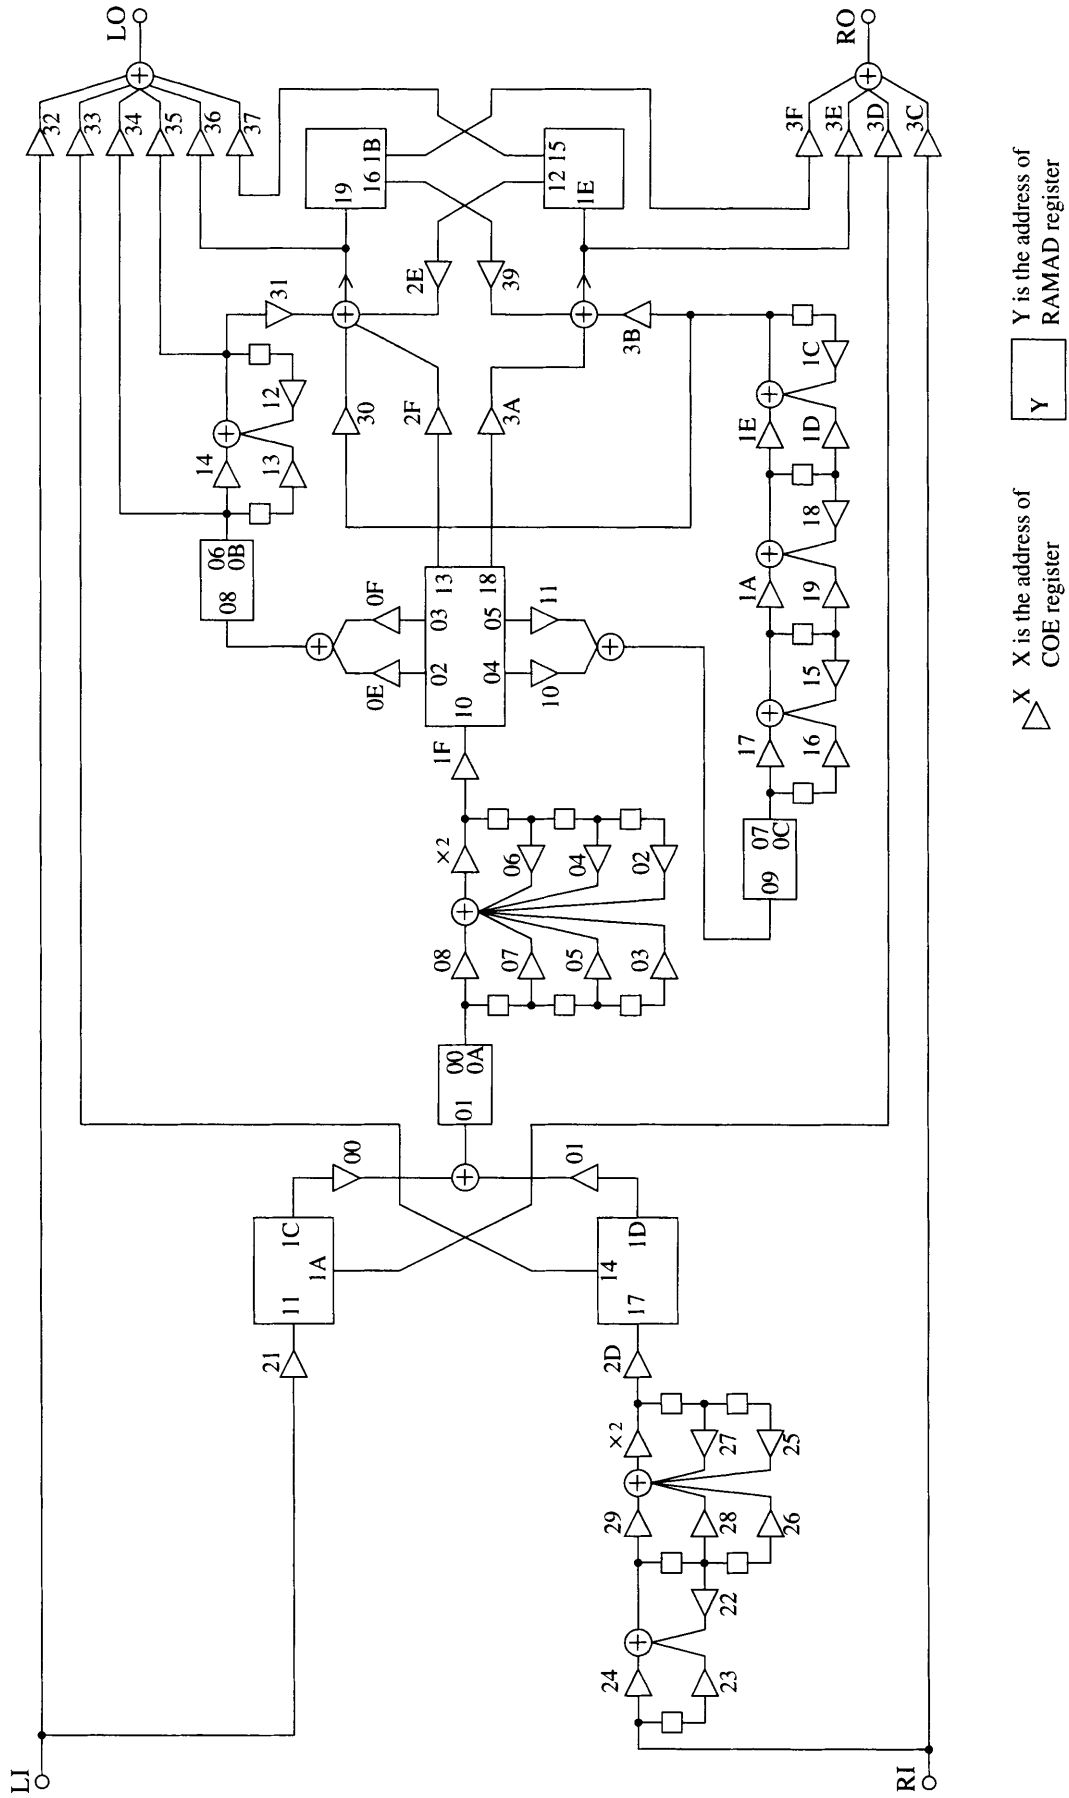 LI
21
11
1C
1A
00
24
23
22
29
28
26
×2
27
25
2D
17
14
1D
01
01
00
0A
08
07
05
03
×2
06
04
02
1F
10
02
03
04
05
13
18
0E
0F
10
11
08
06
0B
14
13
12
31
30
2F
3A
2E
39
3B
19
16
1B
12
15
1E
09
07
0C
17
16
15
1A
19
18
1E
1D
1C
32
33
34
35
36
37
LO
3F
3E
3D
3C
RO
RI
X X is the address of
COE register
Y Y is the address of
RAMAD register